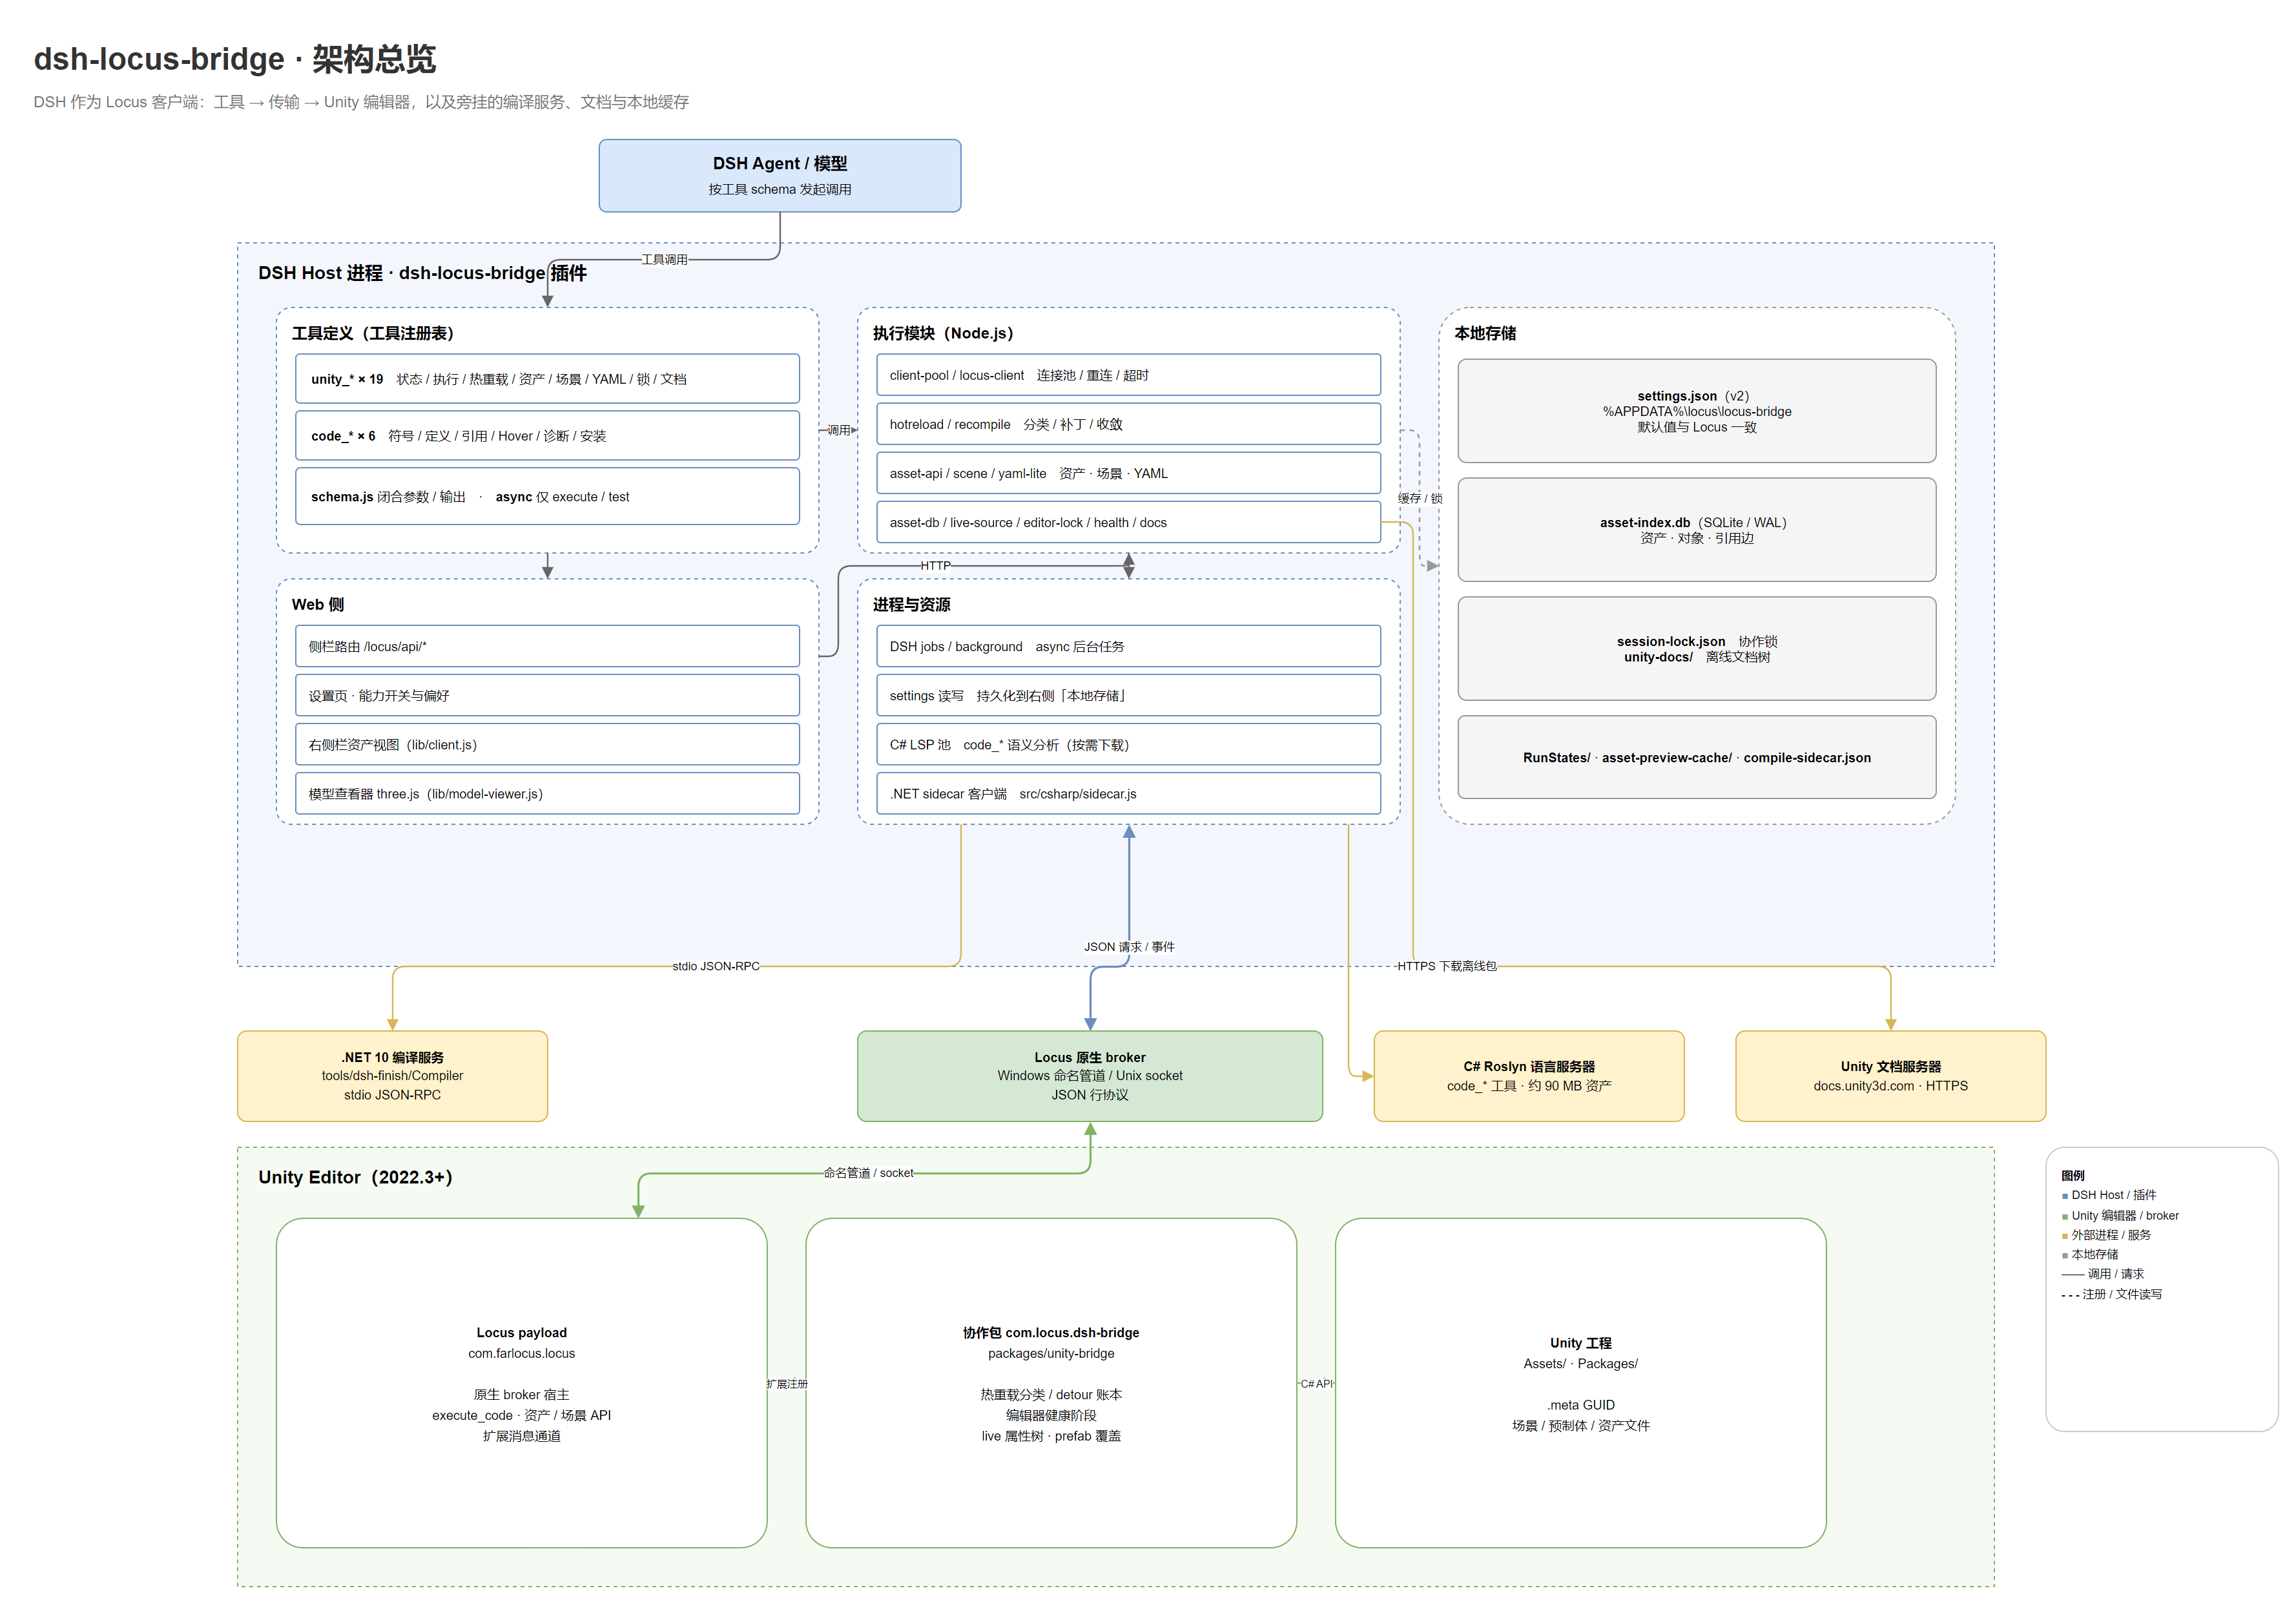 dsh-locus-bridge · 架构总览
DSH 作为 Locus 客户端：工具 → 传输 → Unity 编辑器，以及旁挂的编译服务、文档与本地缓存
DSH Agent / 模型
按工具 schema 发起调用
工具调用
DSH Host 进程 · dsh-locus-bridge 插件
工具定义（工具注册表）
unity_* × 19 状态 / 执行 / 热重载 / 资产 / 场景 / YAML / 锁 / 文档
code_* × 6 符号 / 定义 / 引用 / Hover / 诊断 / 安装
schema.js 闭合参数 / 输出 · async 仅 execute / test
调用
执行模块（Node.js）
client-pool / locus-client 连接池 / 重连 / 超时
hotreload / recompile 分类 / 补丁 / 收敛
asset-api / scene / yaml-lite 资产 · 场景 · YAML
asset-db / live-source / editor-lock / health / docs
缓存 / 锁
本地存储
settings.json（v2）
%APPDATA%\locus\locus-bridge
默认值与 Locus 一致
asset-index.db（SQLite / WAL）
资产 · 对象 · 引用边
session-lock.json 协作锁
unity-docs/ 离线文档树
RunStates/ · asset-preview-cache/ · compile-sidecar.json
HTTP
Web 侧
侧栏路由 /locus/api/*
设置页 · 能力开关与偏好
右侧栏资产视图（lib/client.js）
模型查看器 three.js（lib/model-viewer.js）
进程与资源
DSH jobs / background async 后台任务
settings 读写 持久化到右侧「本地存储」
C# LSP 池 code_* 语义分析（按需下载）
.NET sidecar 客户端 src/csharp/sidecar.js
JSON 请求 / 事件
stdio JSON-RPC
HTTPS 下载离线包
.NET 10 编译服务
tools/dsh-finish/Compiler
stdio JSON-RPC
Locus 原生 broker
Windows 命名管道 / Unix socket
JSON 行协议
C# Roslyn 语言服务器
code_* 工具 · 约 90 MB 资产
Unity 文档服务器
docs.unity3d.com · HTTPS
Unity Editor（2022.3+）
命名管道 / socket
Locus payload
com.farlocus.locus
原生 broker 宿主
execute_code · 资产 / 场景 API
扩展消息通道
扩展注册
协作包 com.locus.dsh-bridge
packages/unity-bridge
热重载分类 / detour 账本
编辑器健康阶段
live 属性树 · prefab 覆盖
C# API
Unity 工程
Assets/ · Packages/
.meta GUID
场景 / 预制体 / 资产文件
图例
■ DSH Host / 插件
■ Unity 编辑器 / broker
■ 外部进程 / 服务
■ 本地存储
—— 调用 / 请求
- - - 注册 / 文件读写